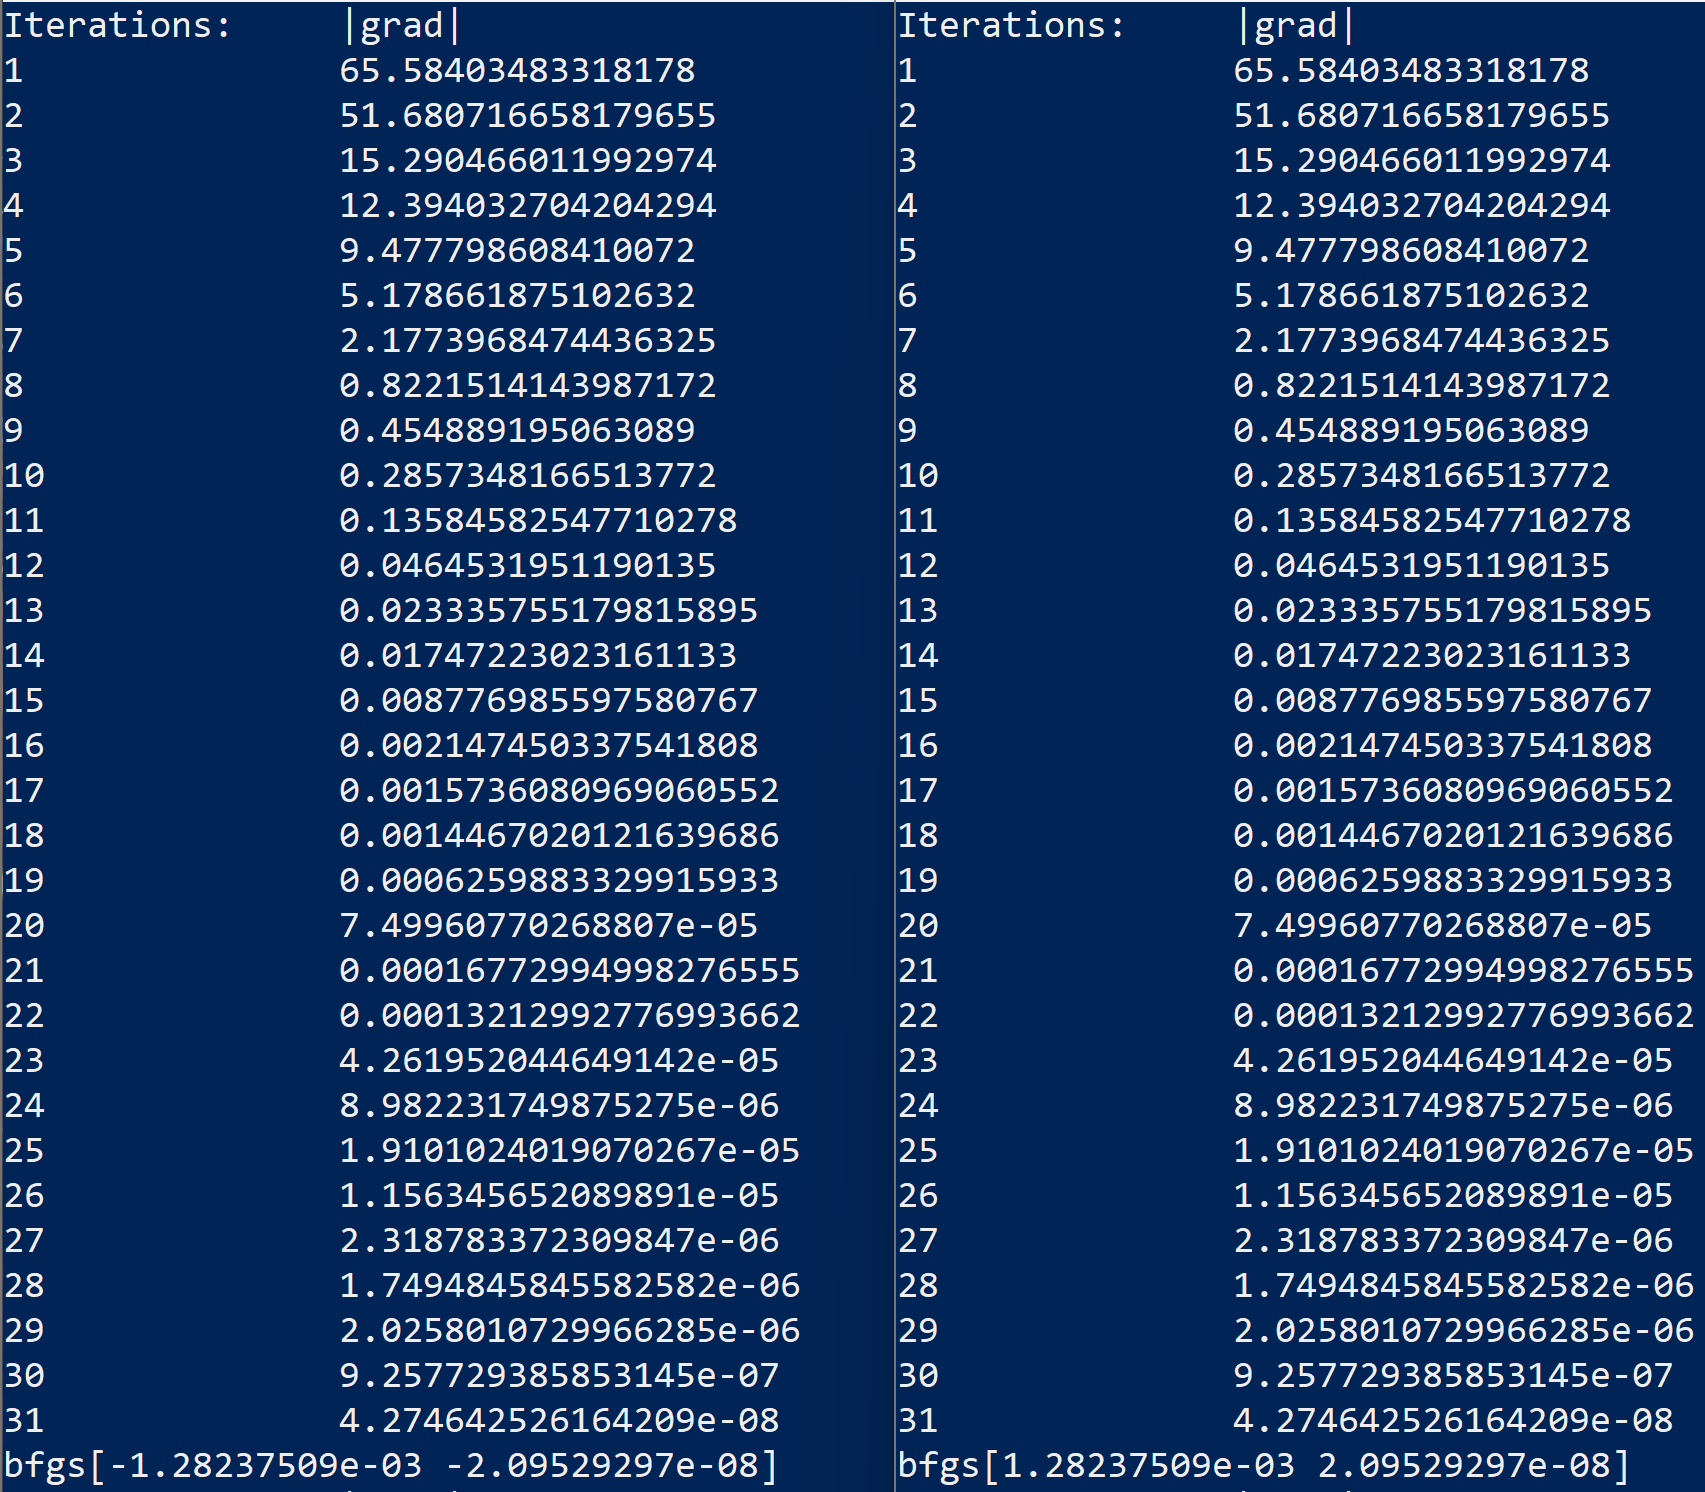 Iterations:     |grad|
1               65.58403483318178
2               51.680716658179655
3               15.290466011992974
4               12.394032704204294
5               9.477798608410072
6               5.178661875102632
7               2.1773968474436325
8               0.8221514143987172
9               0.454889195063089
10              0.2857348166513772
11              0.13584582547710278
12              0.0464531951190135
13              0.023335755179815895
14              0.01747223023161133
15              0.008776985597580767
16              0.002147450337541808
17              0.0015736080969060552
18              0.0014467020121639686
19              0.0006259883329915933
20              7.49960770268807e-05
21              0.00016772994998276555
22              0.00013212992776993662
23              4.261952044649142e-05
24              8.982231749875275e-06
25              1.9101024019070267e-05
26              1.156345652089891e-05
27              2.318783372309847e-06
28              1.7494845845582582e-06
29              2.0258010729966285e-06
30              9.257729385853145e-07
31              4.274642526164209e-08
bfgs[-1.28237509e-03 -2.09529297e-08]
Iterations:     |grad|
1               65.58403483318178
2               51.680716658179655
3               15.290466011992974
4               12.394032704204294
5               9.477798608410072
6               5.178661875102632
7               2.1773968474436325
8               0.8221514143987172
9               0.454889195063089
10              0.2857348166513772
11              0.13584582547710278
12              0.0464531951190135
13              0.023335755179815895
14              0.01747223023161133
15              0.008776985597580767
16              0.002147450337541808
17              0.0015736080969060552
18              0.0014467020121639686
19              0.0006259883329915933
20              7.49960770268807e-05
21              0.00016772994998276555
22              0.00013212992776993662
23              4.261952044649142e-05
24              8.982231749875275e-06
25              1.9101024019070267e-05
26              1.156345652089891e-05
27              2.318783372309847e-06
28              1.7494845845582582e-06
29              2.0258010729966285e-06
30              9.257729385853145e-07
31              4.274642526164209e-08
bfgs[1.28237509e-03 2.09529297e-08]